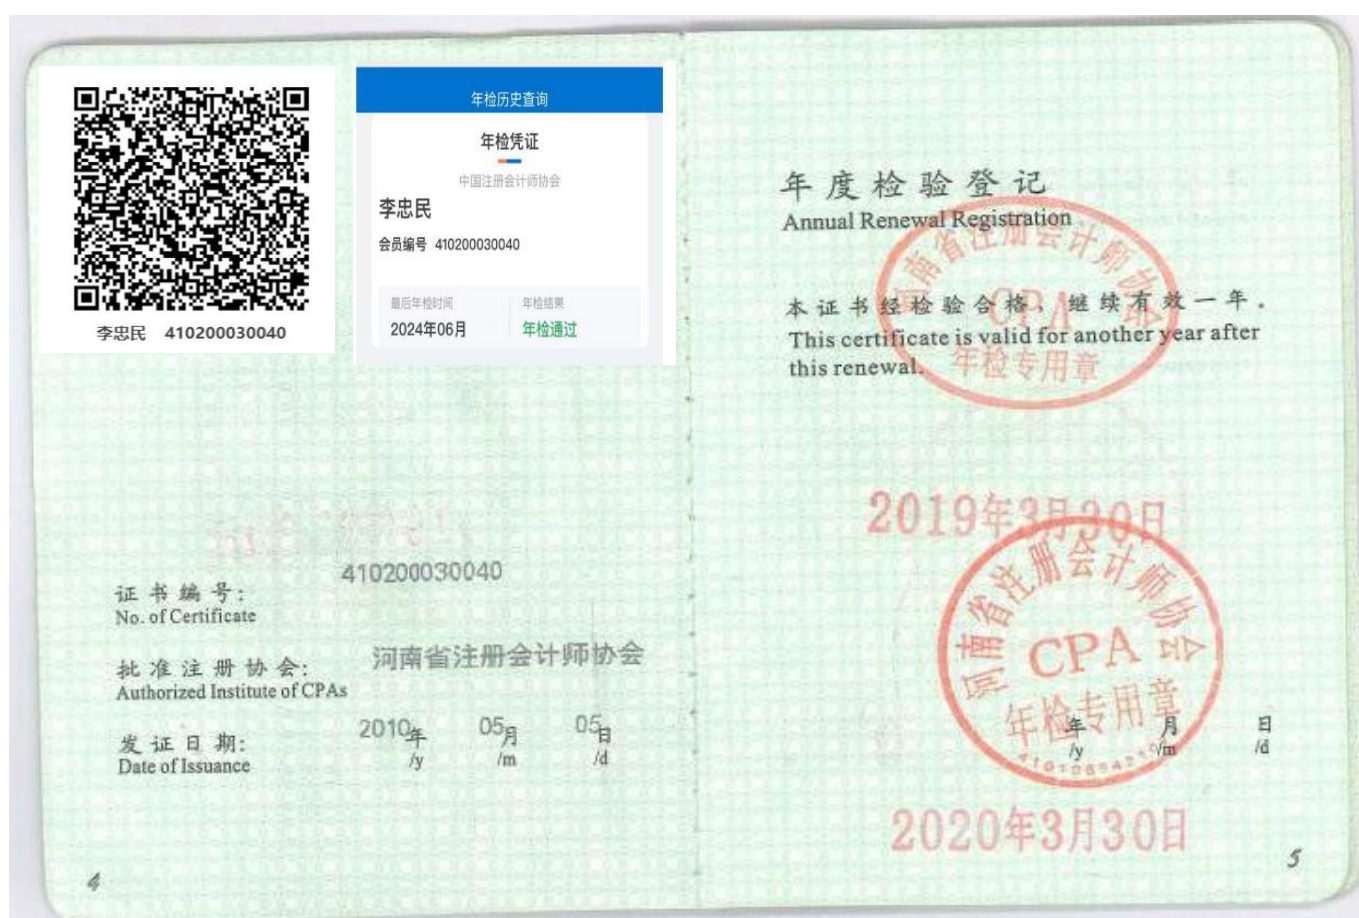 李忠民 410200030040
年检历史查询
年检凭证
中国注册会计师协会
李忠民
会员编号 410200030040
最后年检时间 年检结果
2024年06月 年检通过
证书编号:
No. of Certificate
410200030040
批准注册协会:
Authorized Institute of CPAs
河南省注册会计师协会
发证日期:
Date of Issuance
2010年 05月 05日
/y /m /d
4
年度检验登记
Annual Renewal Registration
本证书经检验合格，继续有效一年.
This certificate is valid for another year after
this renewal.
河南省注册会计师协会
CPA
年检专用章
2019年3月30日
河南省注册会计师协会
CPA
年检专用章
年 月 日
/y /m /d
2020年3月30日
5